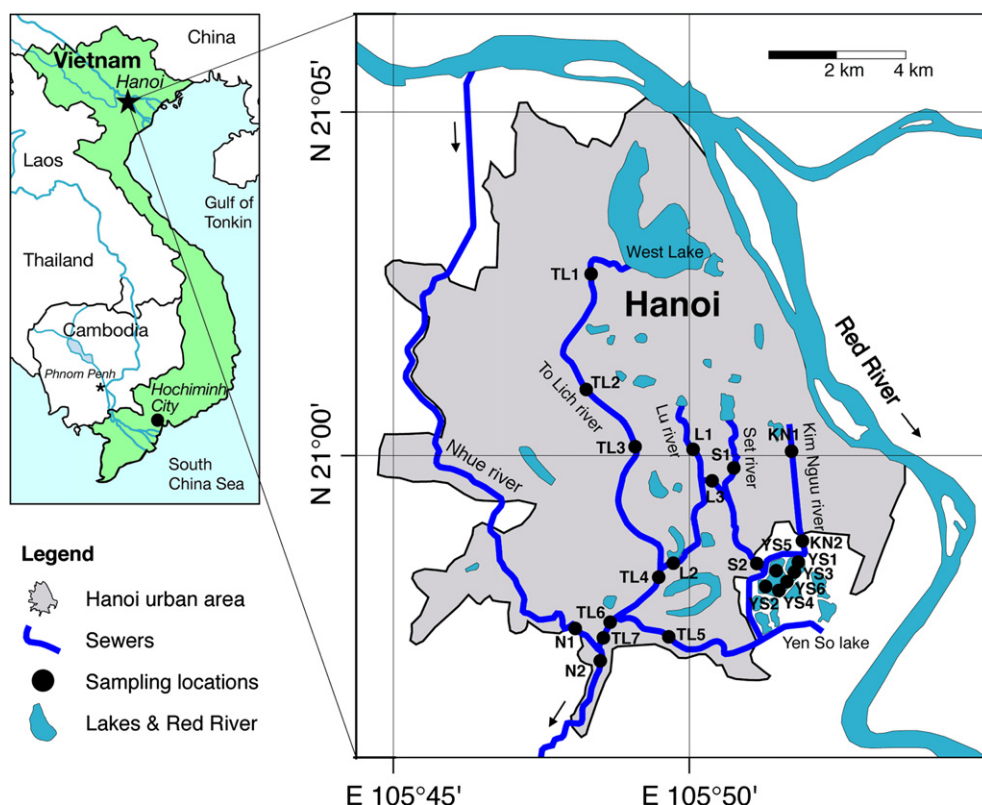 China
Vietnam
Hanoi
Laos
Gulf of
Tonkin
Thailand
Cambodia
Phnom Penh
*
Hochiminh
City
South
China Sea
Legend
Hanoi urban area
Sewers
Sampling locations
Lakes & Red River
2 km
4 km
N 21°05'
N 21°00'
E 105°45'
E 105°50'
West Lake
Hanoi
Red River
To Lich river
Lu river
Set river
Kim Nguu river
Nhue river
Yen So lake
TL1
TL2
TL3
L1
S1
KN1
L3
KN2
YS5
YS1
S2
YS3
L2
YS6
TL4
YS2
YS4
TL6
N1
TL7
TL5
N2